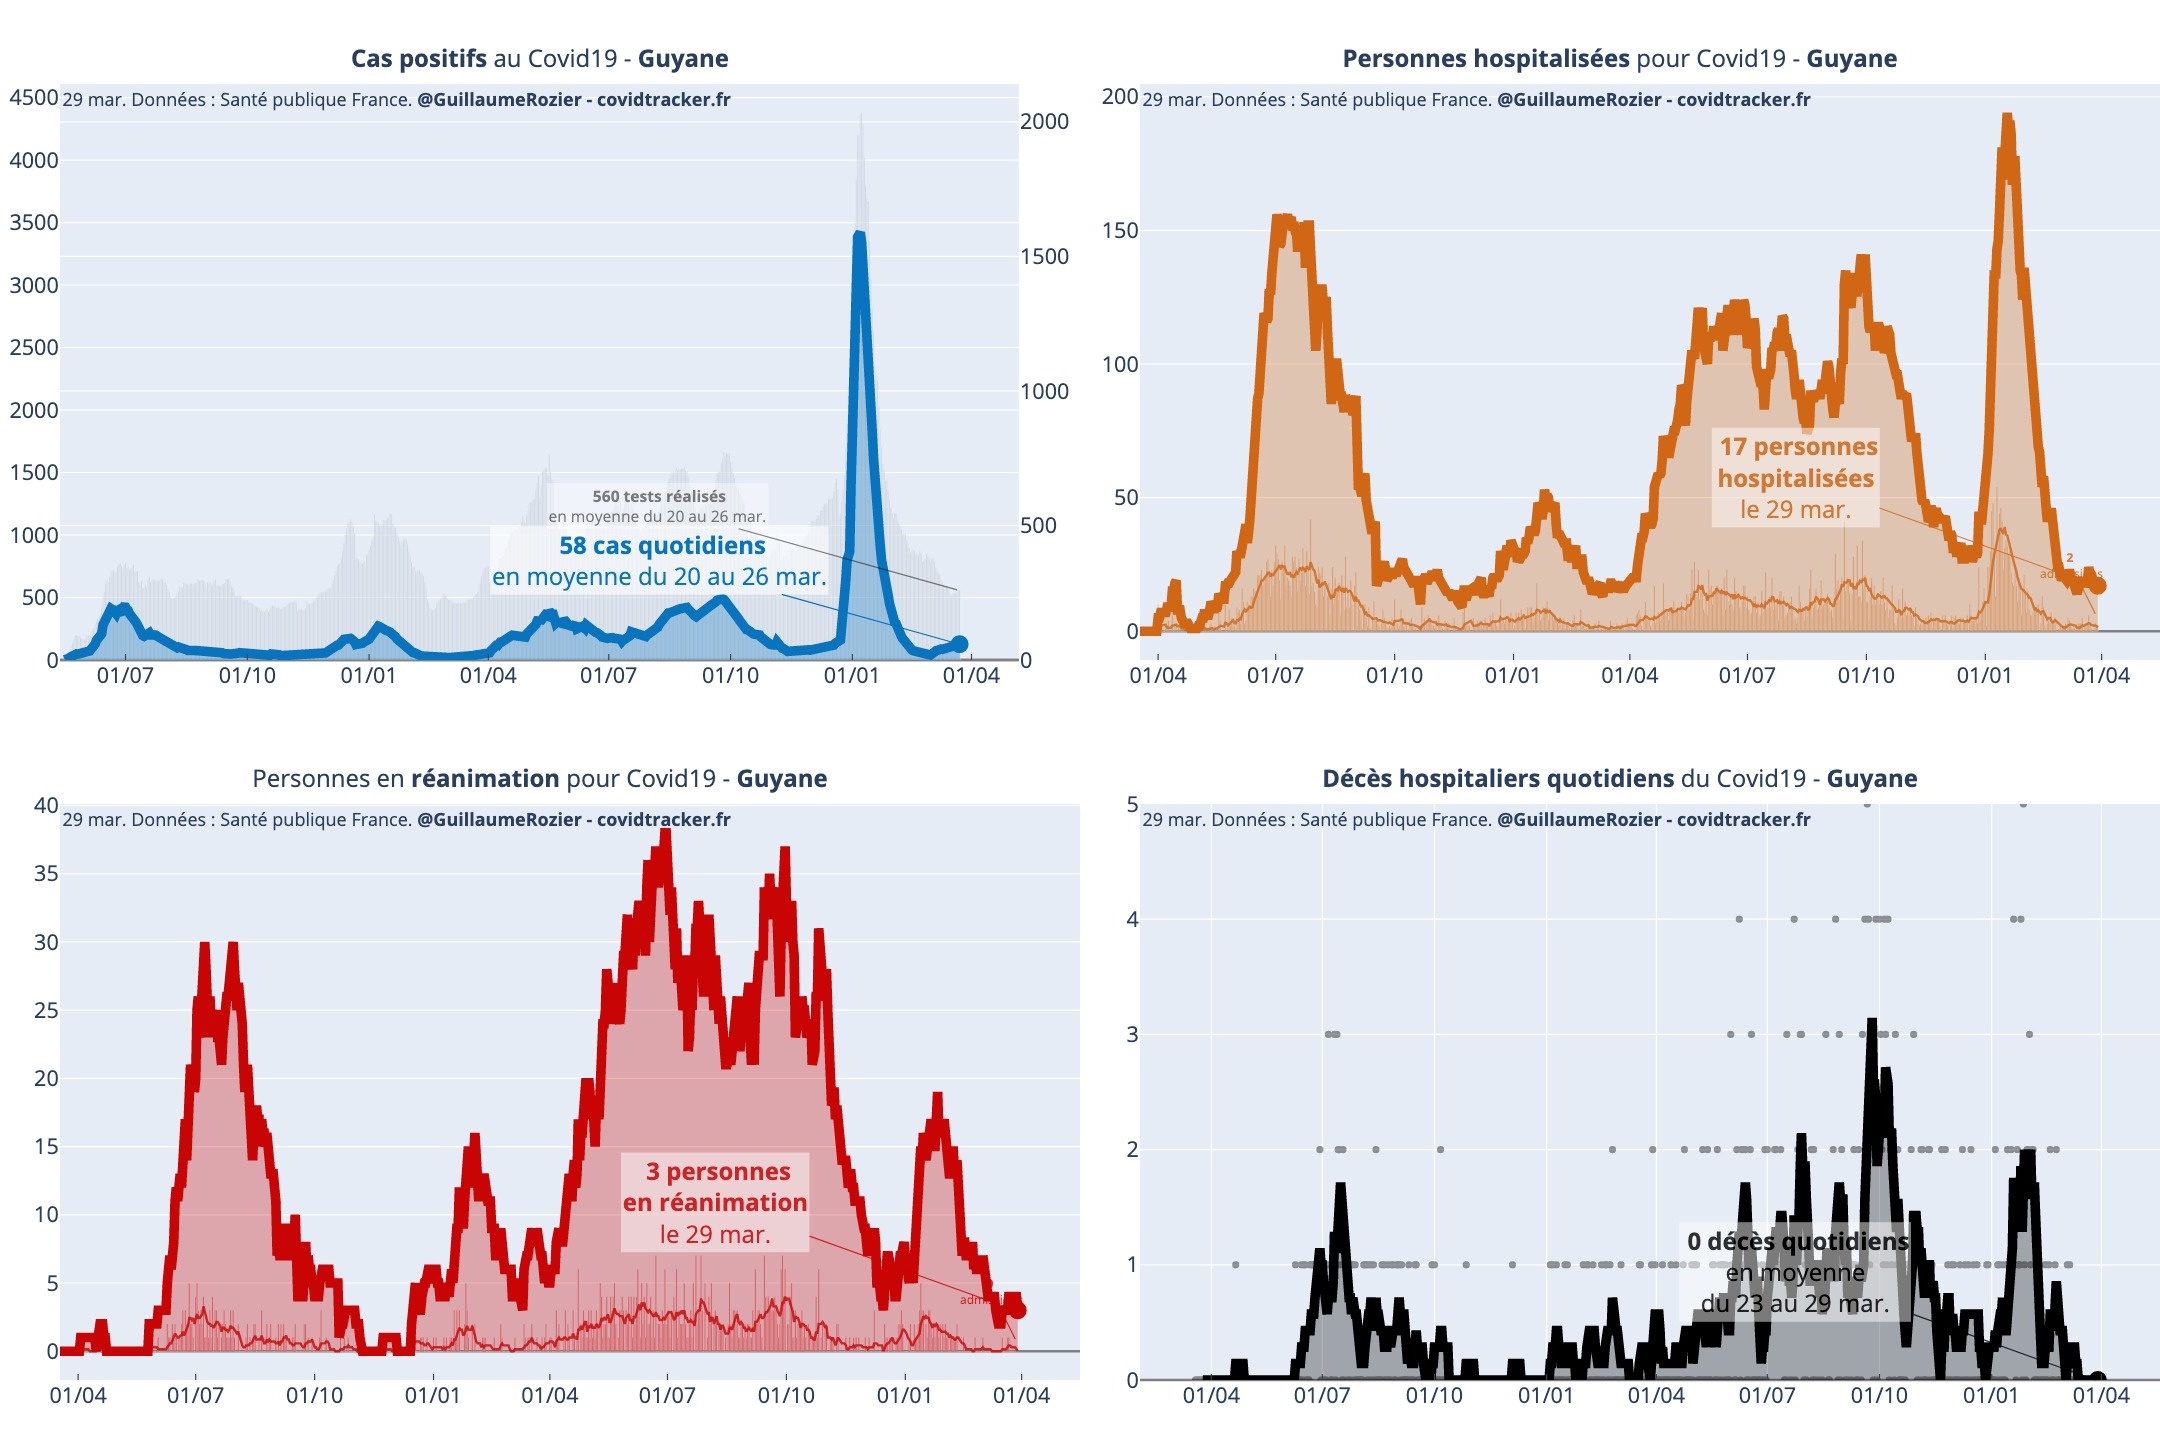 Cas positifs au Covid19 - Guyane
29 mar. Données : Santé publique France. @GuillaumeRozier - covidtracker.fr
4500
4000
3500
3000
2500
2000
1500
1000
500
0
2000
1500
1000
500
0
560 tests réalisés
en moyenne du 20 au 26 mar.
58 cas quotidiens
en moyenne du 20 au 26 mar.
01/07 01/10 01/01 01/04 01/07 01/10 01/01 01/04
Personnes hospitalisées pour Covid19 - Guyane
29 mar. Données : Santé publique France. @GuillaumeRozier - covidtracker.fr
200
150
100
50
0
17 personnes
hospitalisées
le 29 mar.
2
01/04 01/07 01/10 01/01 01/04 01/07 01/10 01/01 01/04
Personnes en réanimation pour Covid19 - Guyane
29 mar. Données : Santé publique France. @GuillaumeRozier - covidtracker.fr
40
35
30
25
20
15
10
5
0
3 personnes
en réanimation
le 29 mar.
01/04 01/07 01/10 01/01 01/04 01/07 01/10 01/01 01/04
Décès hospitaliers quotidiens du Covid19 - Guyane
29 mar. Données : Santé publique France. @GuillaumeRozier - covidtracker.fr
5
4
3
2
1
0
0 décès quotidiens
en moyenne
du 23 au 29 mar.
01/04 01/07 01/10 01/01 01/04 01/07 01/10 01/01 01/04